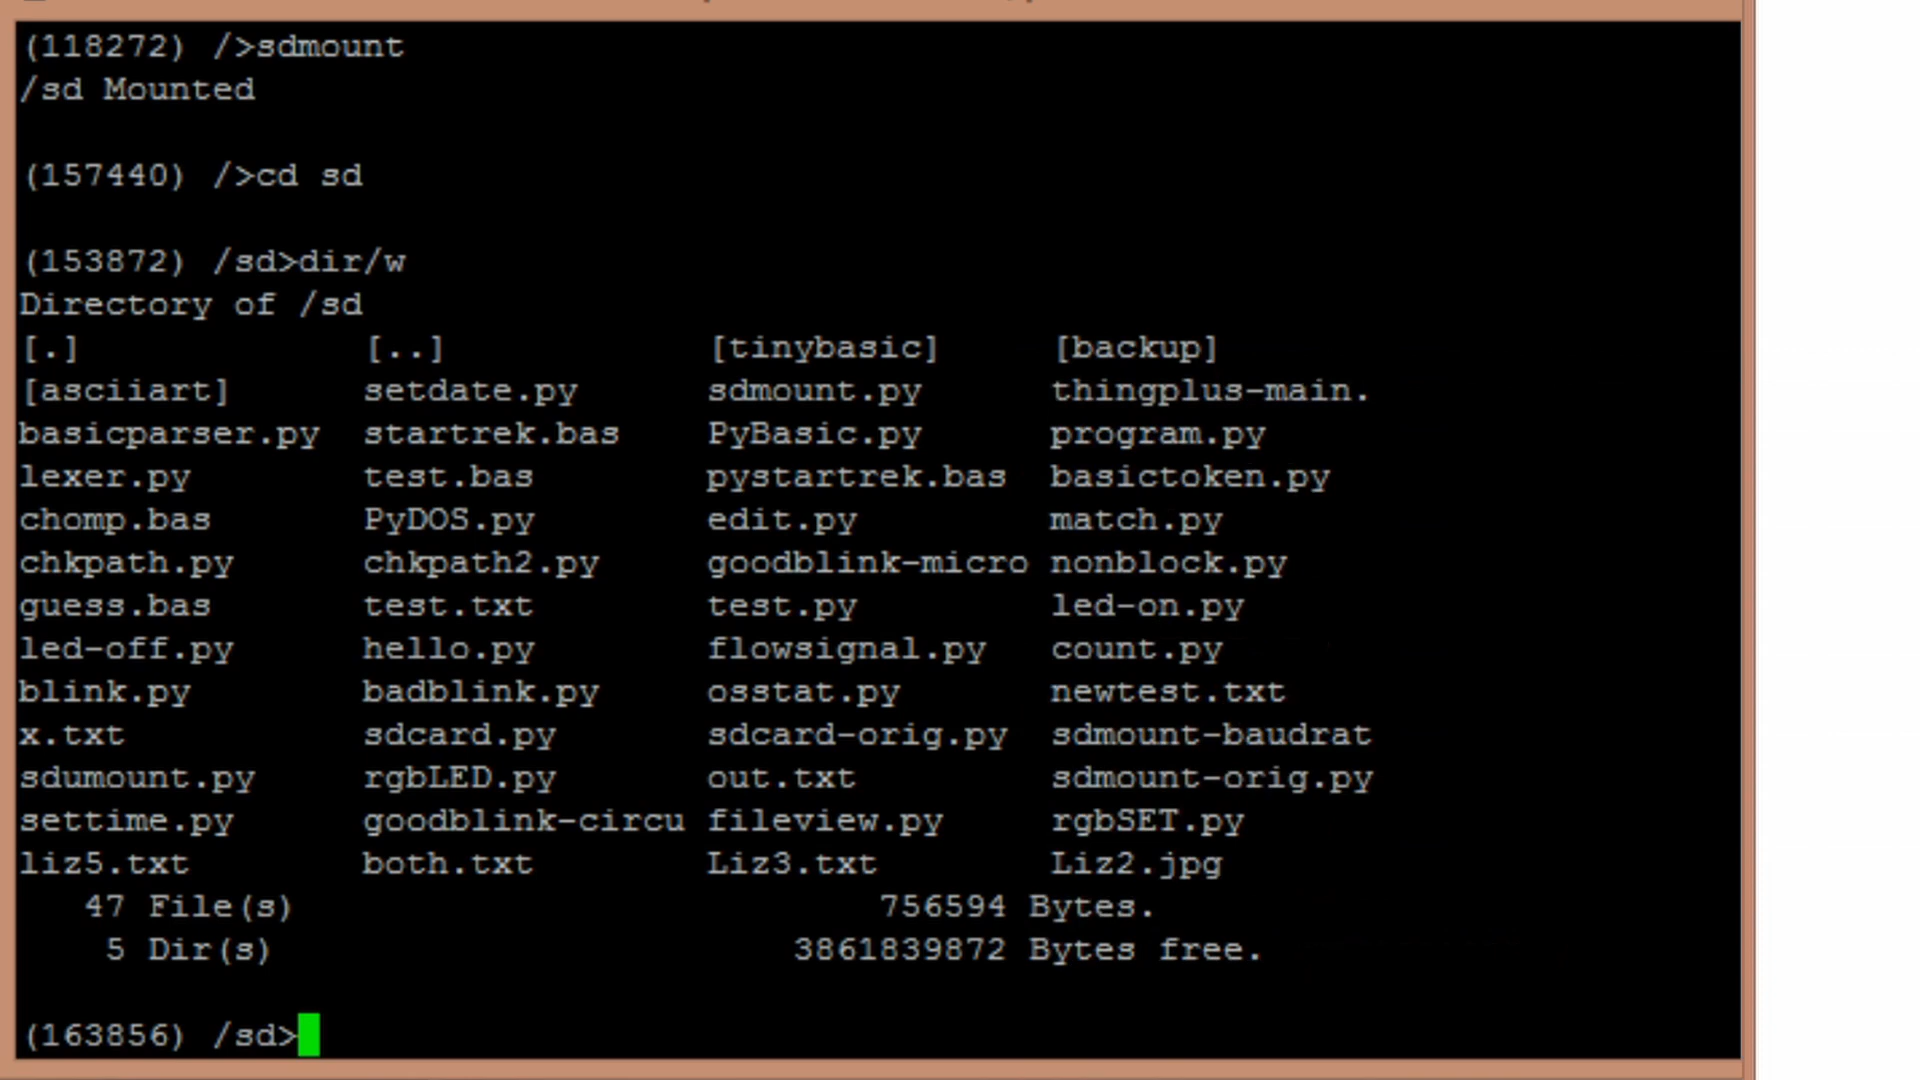 (118272) />sdmount
/sd Mounted
(157440) />cd sd
(153872) /sd>dir/w
Directory of /sd
[.] [..] [tinybasic] [backup]
[asciiart] setdate.py sdmount.py thingplus-main.
basicparser.py startrek.bas PyBasic.py program.py
lexer.py test.bas pystartrek.bas basictoken.py
chomp.bas PyDOS.py edit.py match.py
chkpath.py chkpath2.py goodblink-micro nonblock.py
guess.bas test.txt test.py led-on.py
led-off.py hello.py flowsignal.py count.py
blink.py badblink.py osstat.py newtest.txt
x.txt sdcard.py sdcard-orig.py sdmount-baudrat
sdumount.py rgbLED.py out.txt sdmount-orig.py
settime.py goodblink-circu fileview.py rgbSET.py
liz5.txt both.txt Liz3.txt Liz2.jpg
47 File(s) 756594 Bytes.
5 Dir(s) 3861839872 Bytes free.
(163856) /sd>